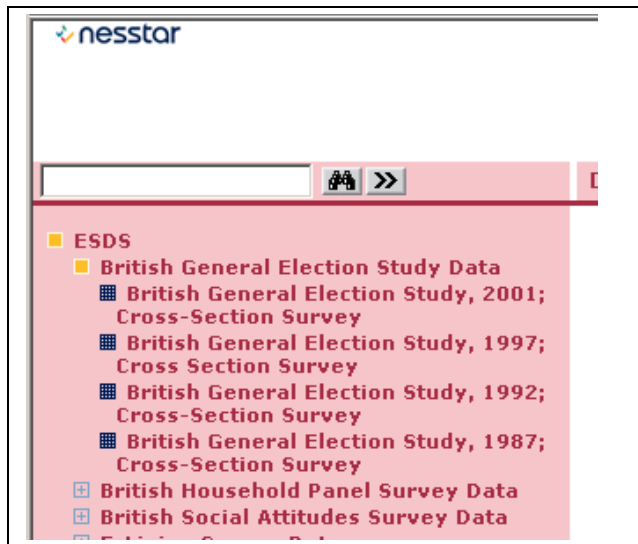 nesstar
ESDS
British General Election Study Data
British General Election Study, 2001;
Cross-Section Survey
British General Election Study, 1997;
Cross Section Survey
British General Election Study, 1992;
Cross-Section Survey
British General Election Study, 1987;
Cross-Section Survey
British Household Panel Survey Data
British Social Attitudes Survey Data